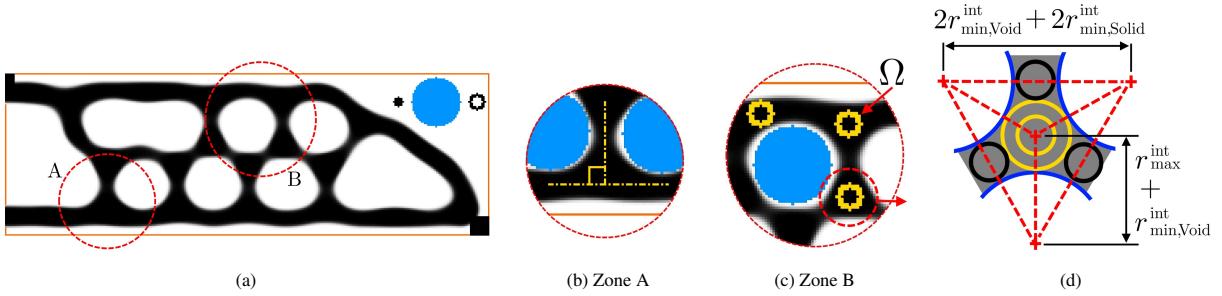 A
B
(a)
(b) Zone A
Ω
(c) Zone B
2r^int_min,Void + 2r^int_min,Solid
r^int_max
+
r^int_min,Void
(d)